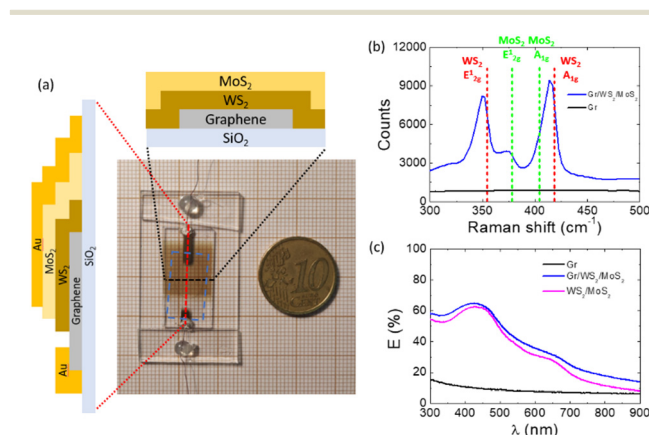 (a)
MoS₂
WS₂
Graphene
SiO₂
Au
MoS₂
WS₂
Graphene
SiO₂
Au
10
(b)
MoS₂ MoS₂
WS₂ E¹₂g A₁g WS₂
E¹₂g A₁g
12000
9000
6000
3000
0
Counts
Gr/WS₂/MoS₂
Gr
300 350 400 450 500
Raman shift (cm⁻¹)
(c)
100
80
60
40
20
0
E (%)
Gr
Gr/WS₂/MoS₂
WS₂/MoS₂
300 400 500 600 700 800 900
λ (nm)